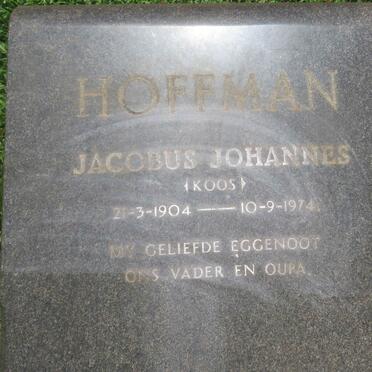 HOFFMAN
JACOBUS JOHANNES
(KOOS)
21-3-1904 — 10-9-1974.
MY GELIEFDE EGGENOOT
ONS VADER EN OUPA.